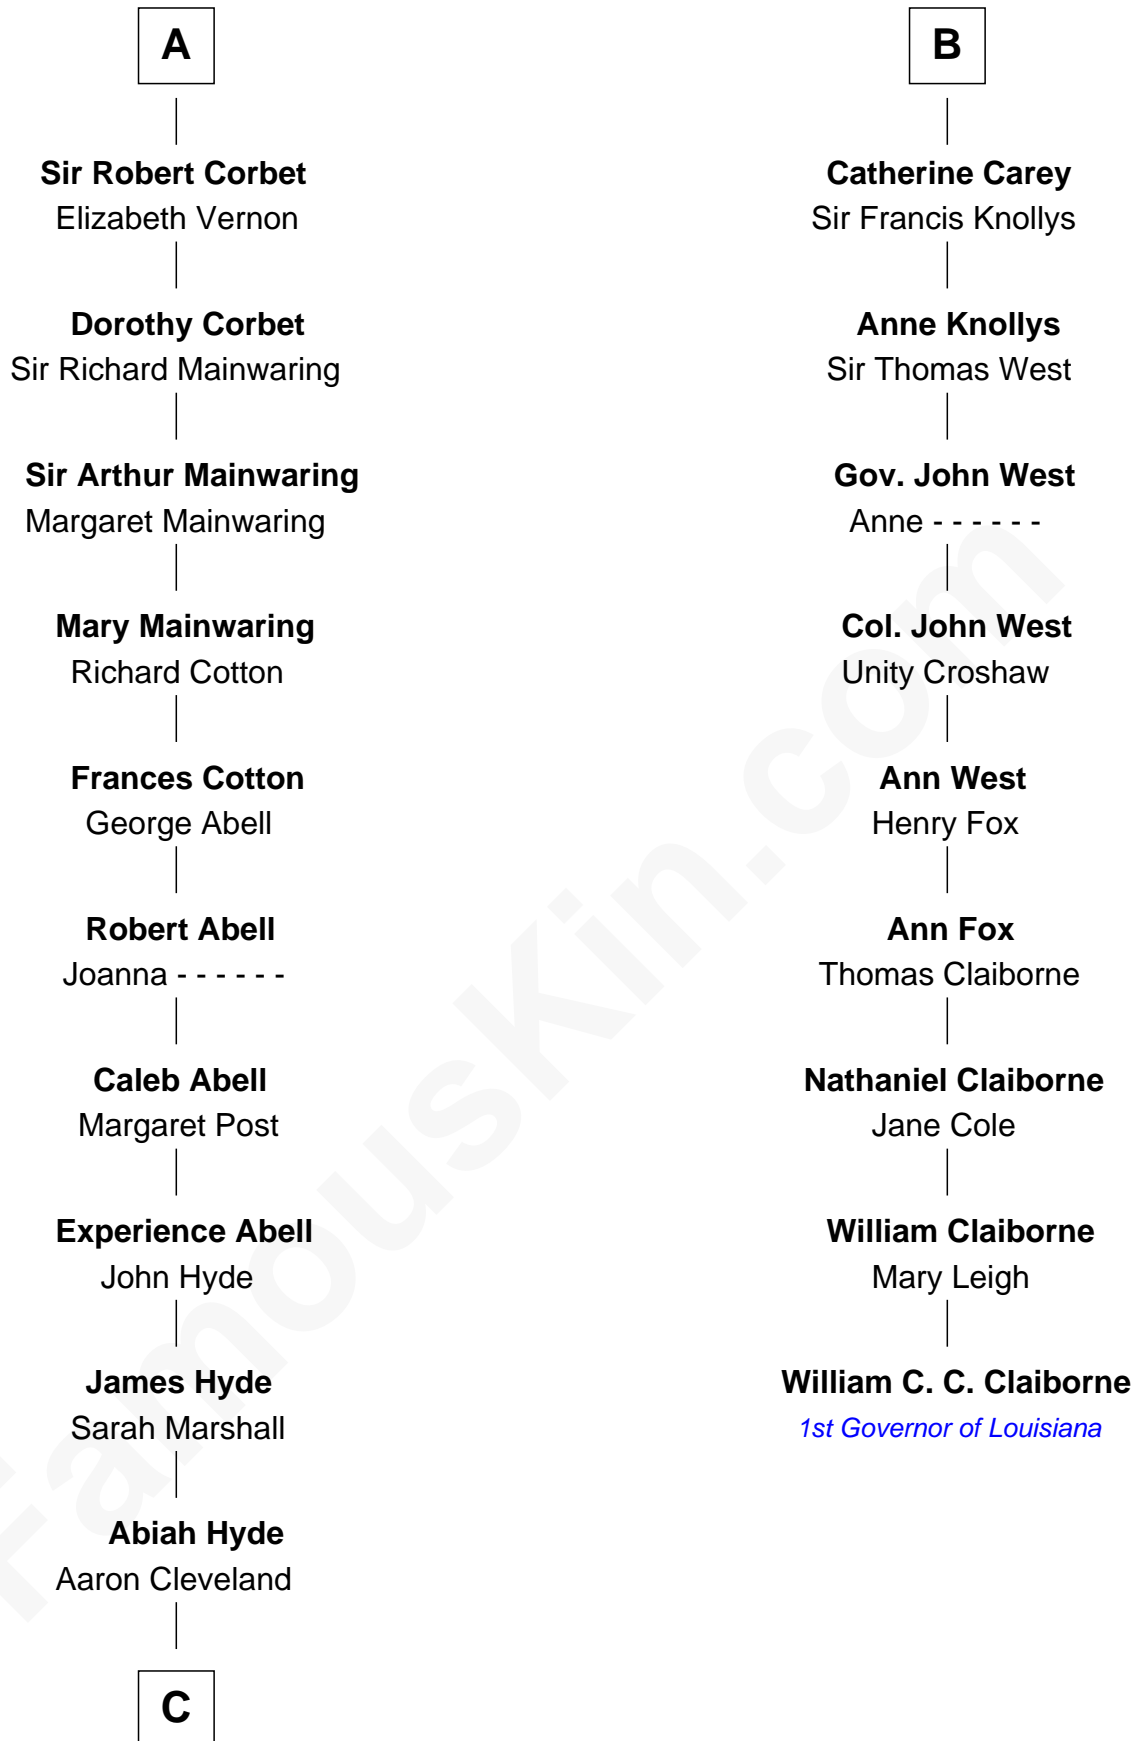 A
Sir Robert Corbet
Elizabeth Vernon
Dorothy Corbet
Sir Richard Mainwaring
Sir Arthur Mainwaring
Margaret Mainwaring
Mary Mainwaring
Richard Cotton
Frances Cotton
George Abell
Robert Abell
Joanna - - - - - -
Caleb Abell
Margaret Post
Experience Abell
John Hyde
James Hyde
Sarah Marshall
Abiah Hyde
Aaron Cleveland
C
B
Catherine Carey
Sir Francis Knollys
Anne Knollys
Sir Thomas West
Gov. John West
Anne - - - - - -
Col. John West
Unity Croshaw
Ann West
Henry Fox
Ann Fox
Thomas Claiborne
Nathaniel Claiborne
Jane Cole
William Claiborne
Mary Leigh
William C. C. Claiborne
1st Governor of Louisiana
FamousKin.com